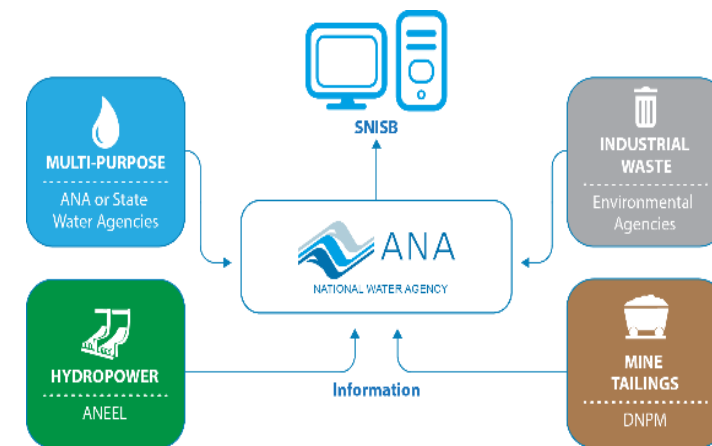 SNISB
MULTI-PURPOSE
ANA or State
Water Agencies
INDUSTRIAL
WASTE
Environmental
Agencies
ANA
NATIONAL WATER AGENCY
HYDROPOWER
ANEEL
Information
MINE
TAILINGS
DNPM